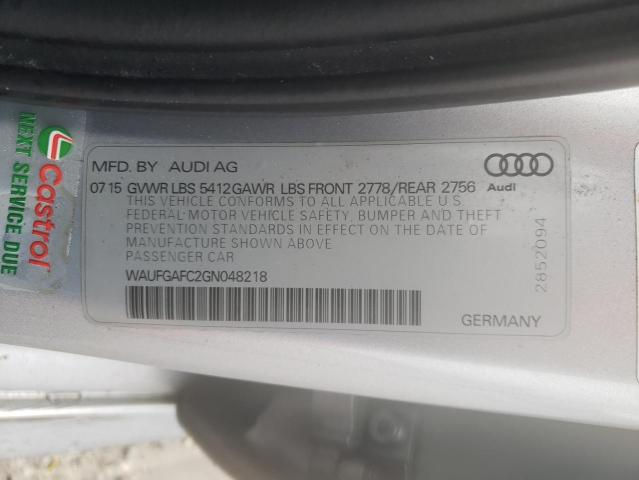 MFD. BY AUDI AG
07 15 GVWR LBS 5412 GAWR LBS FRONT 2778/REAR 2756
Audi
THIS VEHICLE CONFORMS TO ALL APPLICABLE U.S.
FEDERAL MOTOR VEHICLE SAFETY, BUMPER AND THEFT
PREVENTION STANDARDS IN EFFECT ON THE DATE OF
MANUFACTURE SHOWN ABOVE
PASSENGER CAR
WAUFGAFC2GN048218
GERMANY
2852094
Castrol
NEXT SERVICE DUE